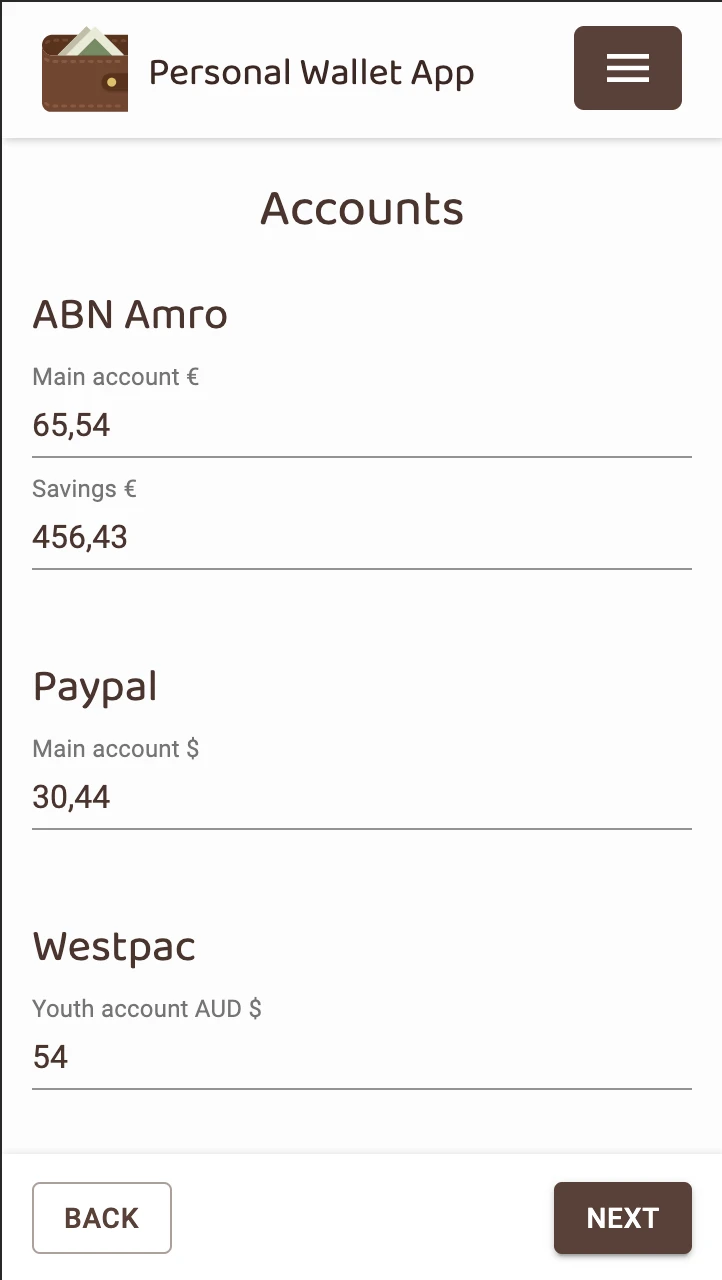 Personal Wallet App
Accounts
ABN Amro
Main account €
65,54
Savings €
456,43
Paypal
Main account $
30,44
Westpac
Youth account AUD $
54
BACK
NEXT